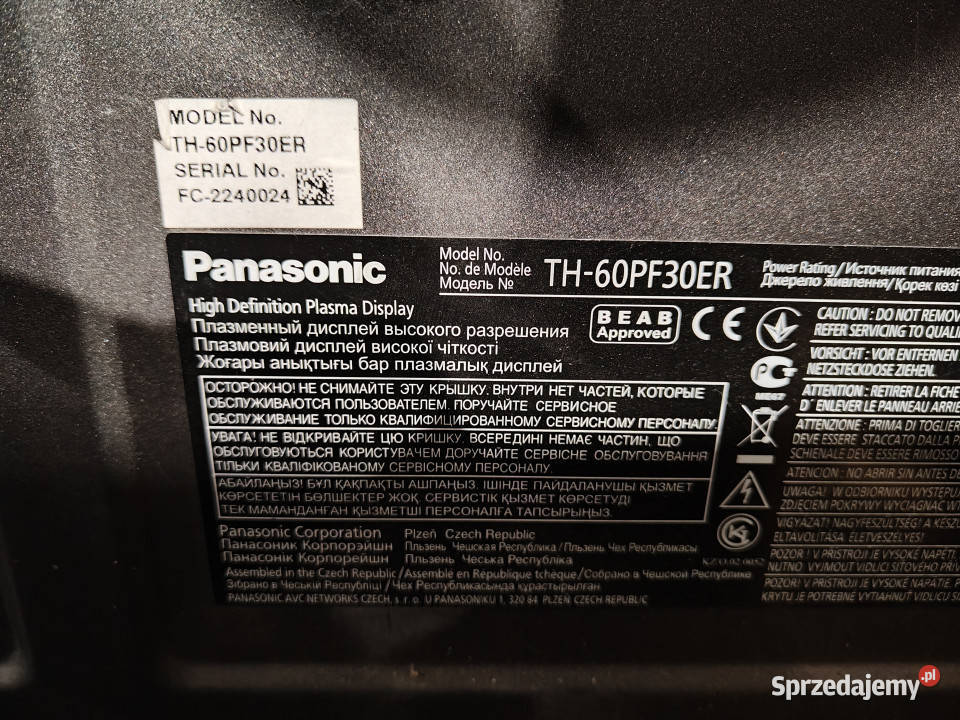 MODEL No.
TH-60PF30ER
SERIAL No.
FC-2240024
Panasonic
Model No.
No. de Modèle
Модель №
TH-60PF30ER
Power Rating/Источник питания
Джерело живлення/Қорек көзі
High Definition Plasma Display
Плазменный дисплей высокого разрешения
Плазмовий дисплей високої чіткості
Жоғары анықтығы бар плазмалық дисплей
BEAB
Approved
CE
ОСТОРОЖНО! НЕ СНИМАЙТЕ ЭТУ КРЫШКУ. ВНУТРИ НЕТ ЧАСТЕЙ, КОТОРЫЕ
ОБСЛУЖИВАЮТСЯ ПОЛЬЗОВАТЕЛЕМ. ПОРУЧАЙТЕ СЕРВИСНОЕ
ОБСЛУЖИВАНИЕ ТОЛЬКО КВАЛИФИЦИРОВАННОМУ СЕРВИСНОМУ ПЕРСОНАЛУ.
УВАГА! НЕ ВІДКРИВАЙТЕ ЦЮ КРИШКУ. ВСЕРЕДИНІ НЕМАЄ ЧАСТИН, ЩО
ОБСЛУГОВУЮТЬСЯ КОРИСТУВАЧЕМ ДОРУЧАЙТЕ СЕРВІСНЕ ОБСЛУГОВУВАННЯ
ТІЛЬКИ КВАЛІФІКОВАНОМУ СЕРВІСНОМУ ПЕРСОНАЛУ.
АБАЙЛАҢЫЗ! БҰЛ ҚАҚПАҚТЫ АШПАҢЫЗ. ІШІНДЕ ПАЙДАЛАНУШЫ ҚЫЗМЕТ
КӨРСЕТЕТІН БӨЛШЕКТЕР ЖОҚ. СЕРВИСТІК ҚЫЗМЕТ КӨРСЕТУДІ
ТЕК МАМАНДАНҒАН ҚЫЗМЕТШІ ПЕРСОНАЛҒА ТАПСЫРЫҢЫЗ.
CAUTION : DO NOT REMOV
REFER SERVICING TO QUALI
VORSICHT : VOR ENTFERNEN
NETZSTECKDOSE ZIEHEN.
ATTENTION : RETIRER LA FICHE
D' ENLEVER LE PANNEAU ARRIE
ATTENZIONE : PRIMA DI TOGLIER
DEVE ESSERE STACCATO DALLA P
SCHIENALE DEVE ESSERE RIMOSSO
ATENCION : NO ABRIR SIN ANTES DE
UWAGA! W ODBIORNIKU WYSTĘPU
ZDJĘCIEM POKRYWY WYCIĄGNĄĆ WT
VIGYÁZAT! NAGYFESZÜLTSÉG! A KÉSZÜ
ELTÁVOLÍTÁSA ÉLETVESZÉLYES!
POZOR ! V PŘÍSTROJI JE VYSOKÉ NAPĚTÍ.
NUTNO VYJMOUT VIDLICI SÍŤOVÉHO PŘÍV
POZOR! V PRÍSTROJI JE VYSOKÉ NAPÄTIE. P
KRYTU JE POTREBNÉ VYTIAHNUŤ VIDLICU SI
Panasonic Corporation
Plzeň Czech Republic
Панасоник Корпорэйшн
Пльзень Чешская Республика/Пльзень Чех Республикасы
Панасонік Корпорейшн
Пльзень Чеська Республіка
Assembled in the Czech Republic/Assemblé en République tchèque/Собрано в Чешской Республике
Зібрано в Чеській Республіці/Чех Республикасында құрастырылған
PANASONIC AVC NETWORKS CZECH, s. r. o. U PANASONIKU 1, 320 84 PLZEŇ CZECH REPUBLIC
Sprzedajemy.pl